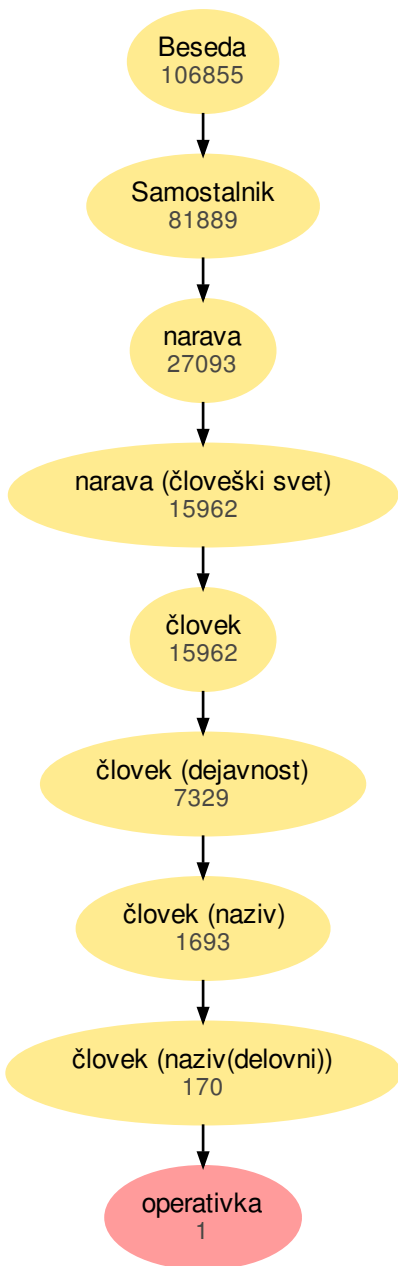 Beseda
106855
Samostalnik
81889
narava
27093
narava (človeški svet)
15962
človek
15962
človek (dejavnost)
7329
človek (naziv)
1693
človek (naziv(delovni))
170
operativka
1